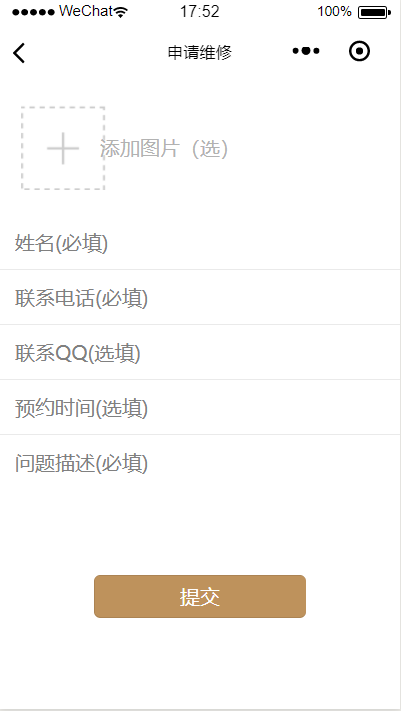 WeChat 17:52 100%
申请维修
添加图片（选）
姓名(必填)
联系电话(必填)
联系QQ(选填)
预约时间(选填)
问题描述(必填)
提交